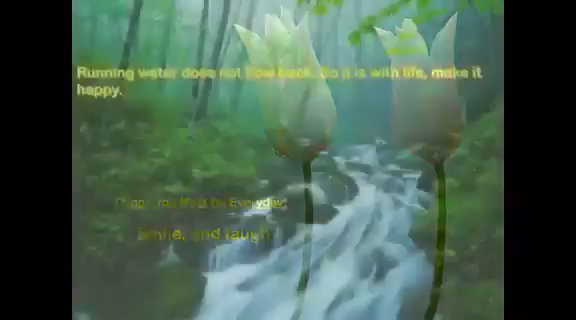 Running water does not flow back. So it is with life, make it
happy.
Things You Must Do Everyday
Smile, and laugh